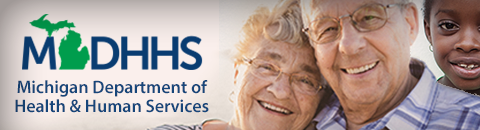 MDHHS
Michigan Department of
Health & Human Services